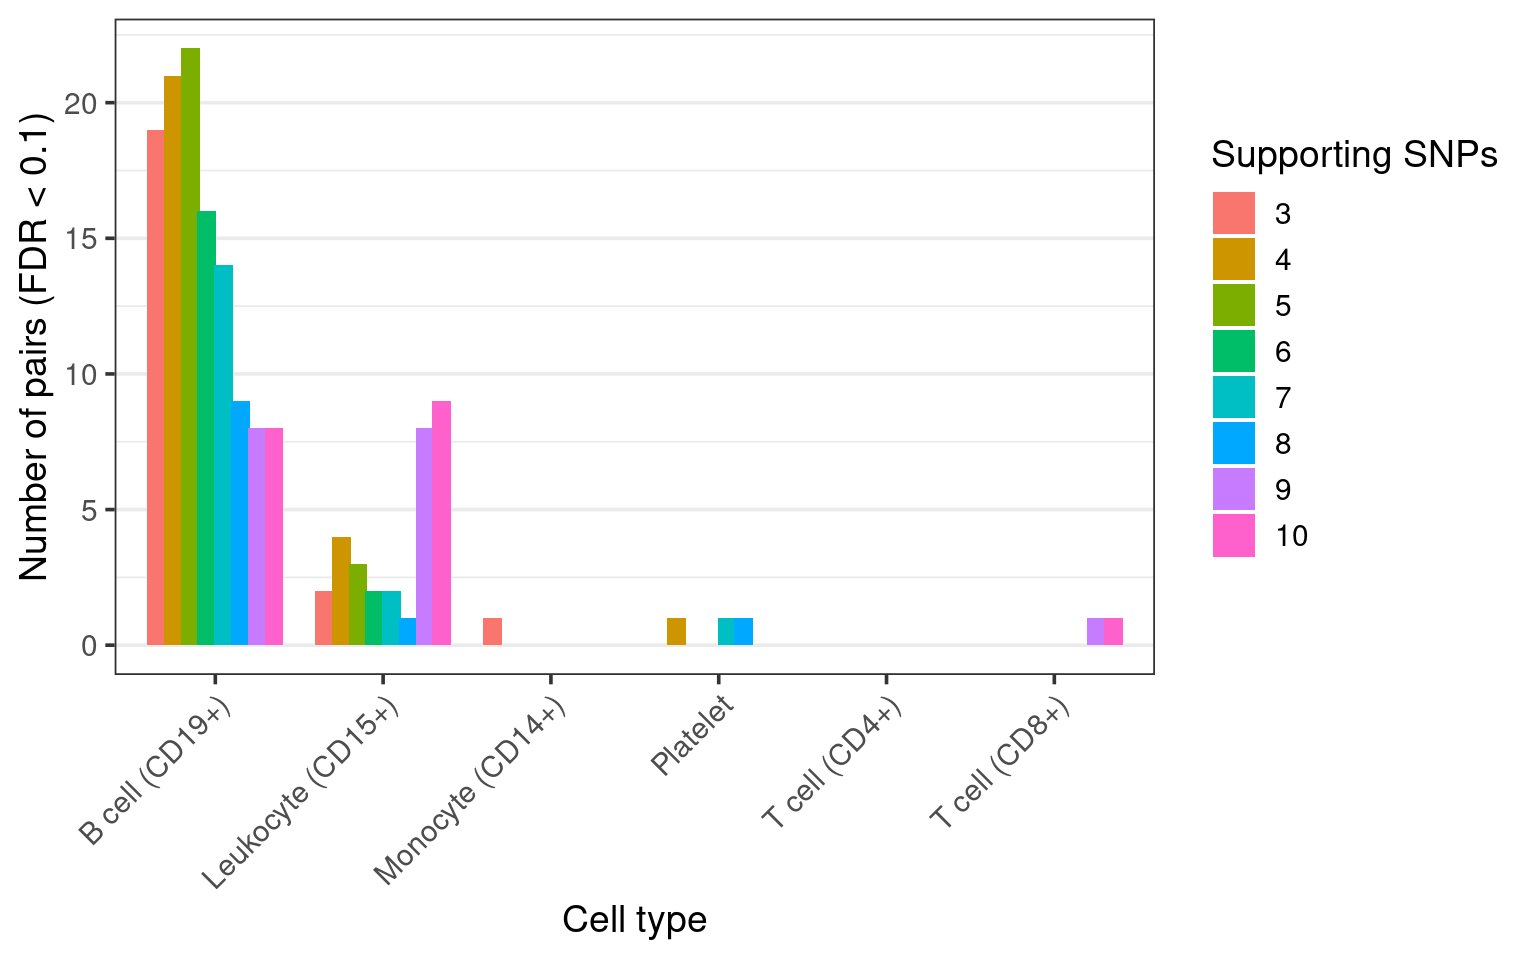 Number of pairs (FDR < 0.1)
20
15
10
5
0
B cell (CD19+)
Leukocyte (CD15+)
Monocyte (CD14+)
Platelet
T cell (CD4+)
T cell (CD8+)
Cell type
Supporting SNPs
3
4
5
6
7
8
9
10